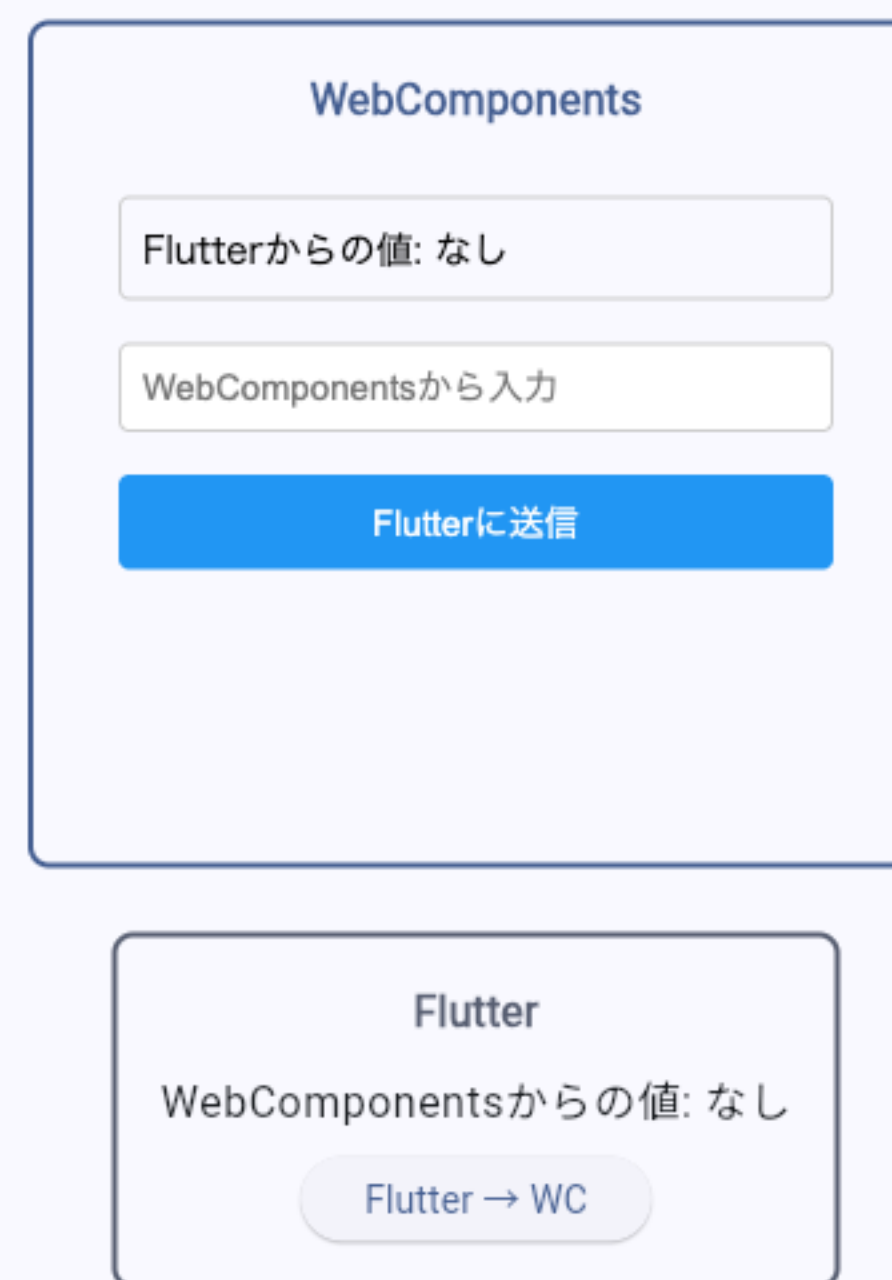 WebComponents
Flutterからの値: なし
WebComponentsから入力
Flutterに送信
Flutter
WebComponentsからの値: なし
Flutter → WC